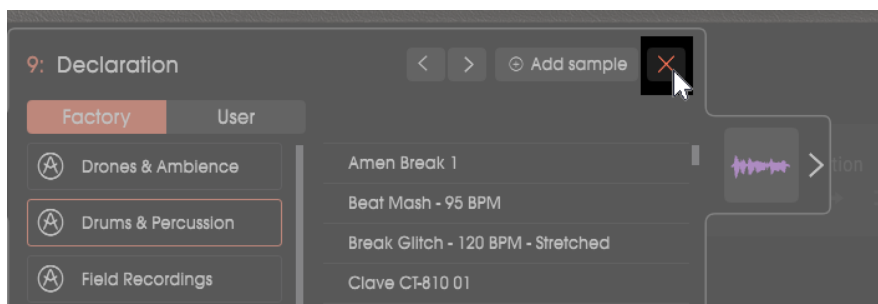 9: Declaration
Add sample
Factory
User
Drones & Ambience
Drums & Percussion
Field Recordings
Amen Break 1
Beat Mash - 95 BPM
Break Glitch - 120 BPM - Stretched
Clave CT-810 01
tion